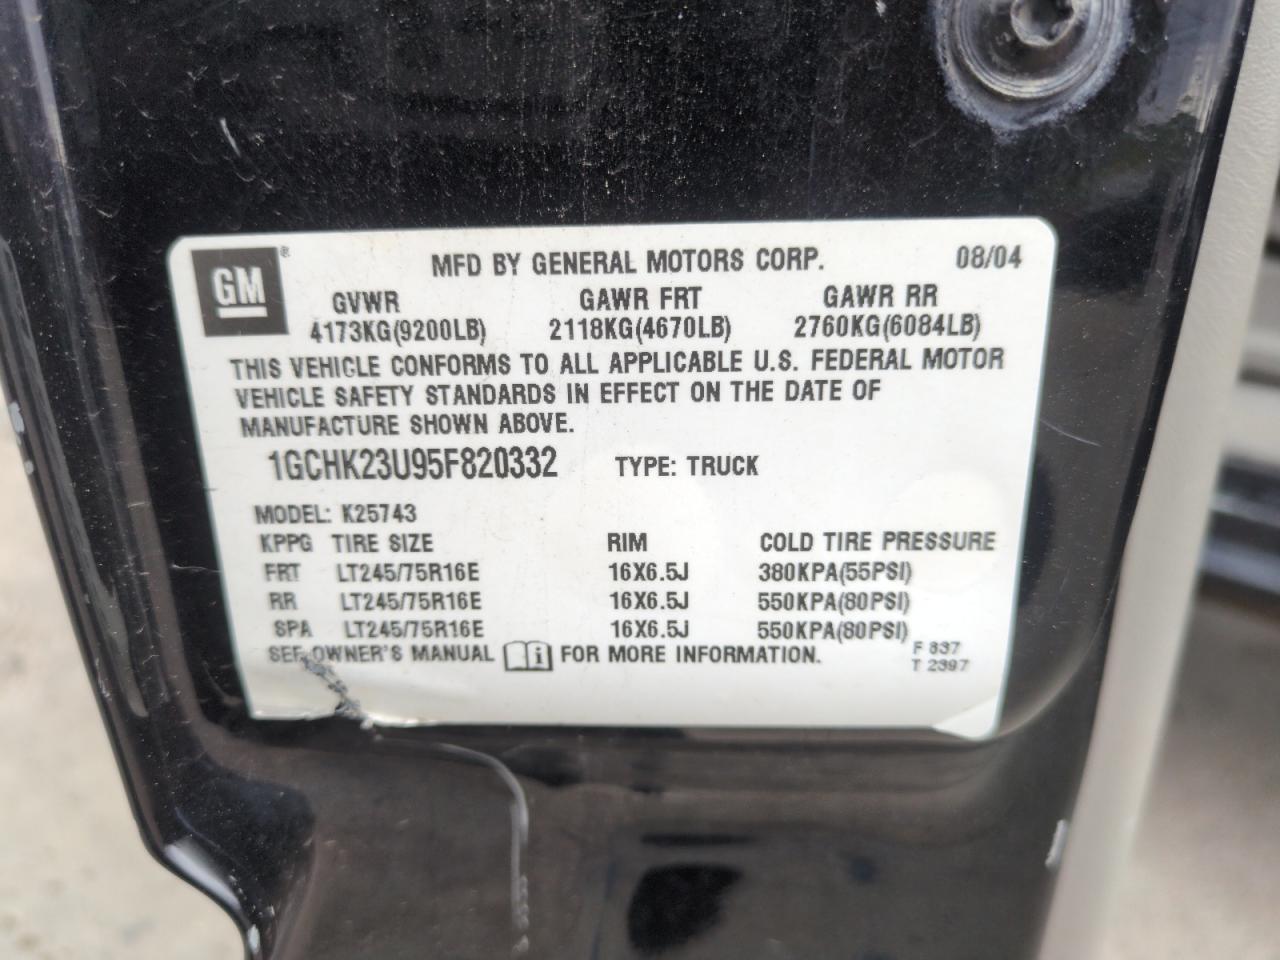 GM ®
MFD BY GENERAL MOTORS CORP. 08/04
GVWR GAWR FRT GAWR RR
4173KG(9200LB) 2118KG(4670LB) 2760KG(6084LB)
THIS VEHICLE CONFORMS TO ALL APPLICABLE U.S. FEDERAL MOTOR
VEHICLE SAFETY STANDARDS IN EFFECT ON THE DATE OF
MANUFACTURE SHOWN ABOVE.
1GCHK23U95F820332 TYPE: TRUCK
MODEL: K25743
KPPG TIRE SIZE RIM COLD TIRE PRESSURE
FRT LT245/75R16E 16X6.5J 380KPA(55PSI)
RR LT245/75R16E 16X6.5J 550KPA(80PSI)
SPA LT245/75R16E 16X6.5J 550KPA(80PSI)
SEE OWNER'S MANUAL i FOR MORE INFORMATION.
F 837
T 2397